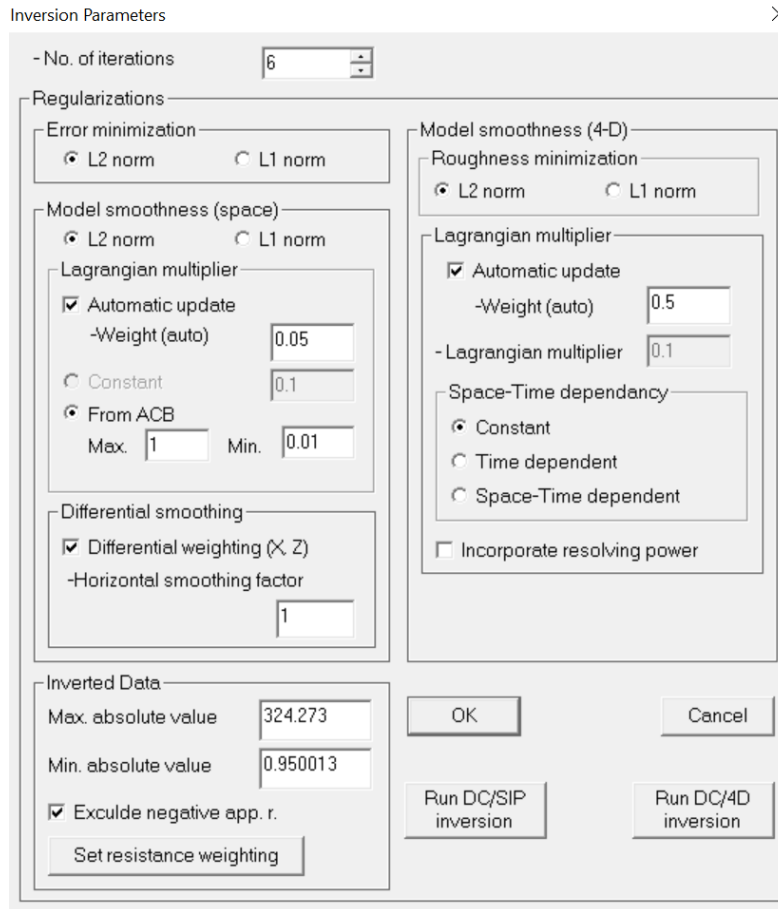 Inversion Parameters
- No. of iterations 6
Regularizations
Error minimization
L2 norm L1 norm
Model smoothness (space)
L2 norm L1 norm
Lagrangian multiplier
Automatic update
-Weight (auto) 0.05
Constant 0.1
From ACB
Max. 1 Min. 0.01
Differential smoothing
Differential weighting (X, Z)
-Horizontal smoothing factor
1
Model smoothness (4-D)
Roughness minimization
L2 norm L1 norm
Lagrangian multiplier
Automatic update
-Weight (auto) 0.5
- Lagrangian multiplier 0.1
Space-Time dependancy
Constant
Time dependent
Space-Time dependent
Incorporate resolving power
Inverted Data
Max. absolute value 324.273
Min. absolute value 0.950013
Exculde negative app. r.
Set resistance weighting
OK Cancel
Run DC/SIP
inversion
Run DC/4D
inversion